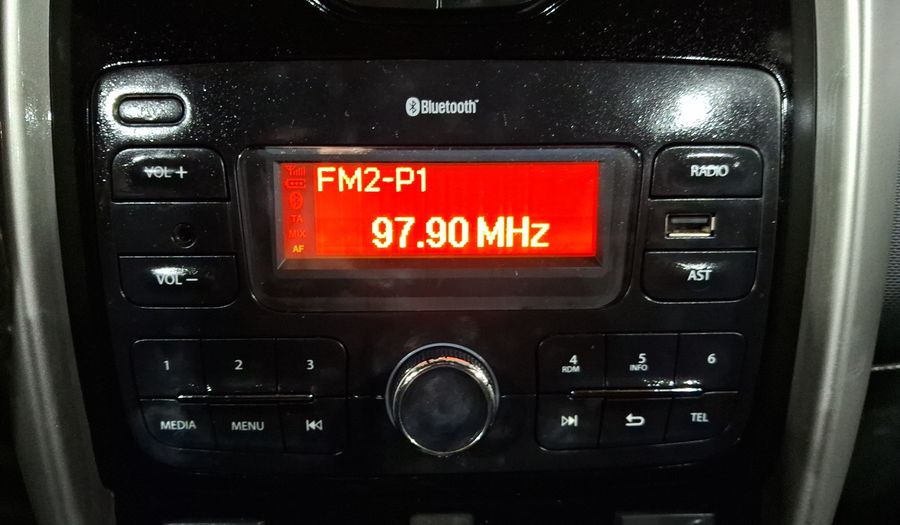 Bluetooth
VOL +
RADIO
FM2-P1
97.90 MHz
TA
MIX
AF
VOL −
AST
1
2
3
4
RDM
5
INFO
6
MEDIA
MENU
TEL